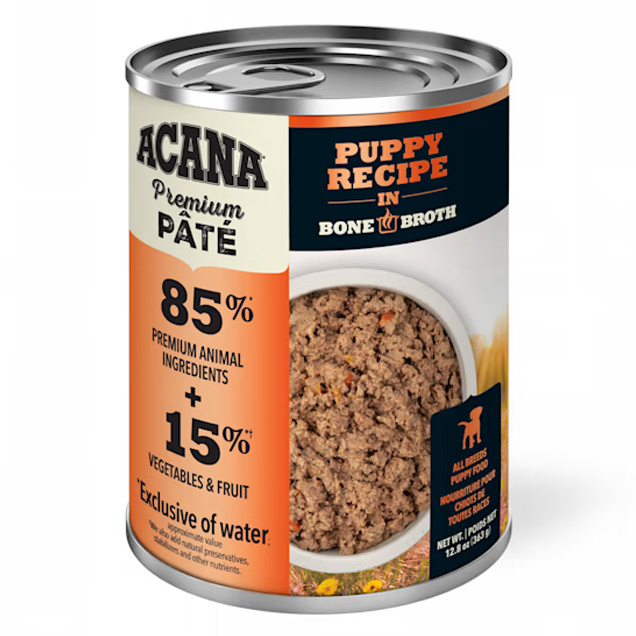 ACANA
Premium
PÂTÉ
85%*
PREMIUM ANIMAL
INGREDIENTS
+
15%*†
VEGETABLES & FRUIT
*Exclusive of water;
approximate value
*We also add natural preservatives,
stabilizers and other nutrients.
PUPPY
RECIPE
IN
BONE BROTH
ALL BREEDS
PUPPY FOOD
NOURRITURE POUR
CHIOTS DE
TOUTES RACES
NET WT. | POIDS NET
12.8 oz (363 g)